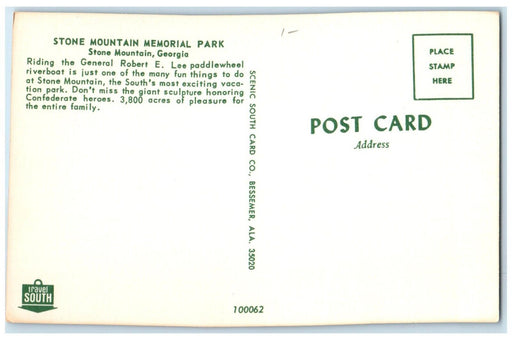 STONE MOUNTAIN MEMORIAL PARK
Stone Mountain, Georgia
Riding the General Robert E. Lee paddlewheel
riverboat is just one of the many fun things to do
at Stone Mountain, the South's most exciting vaca-
tion park. Don't miss the giant sculpture honoring
Confederate heroes. 3,800 acres of pleasure for
the entire family.
SCENIC SOUTH CARD CO., BESSEMER, ALA. 35020
1-
PLACE
STAMP
HERE
POST CARD
Address
travel
SOUTH
100062